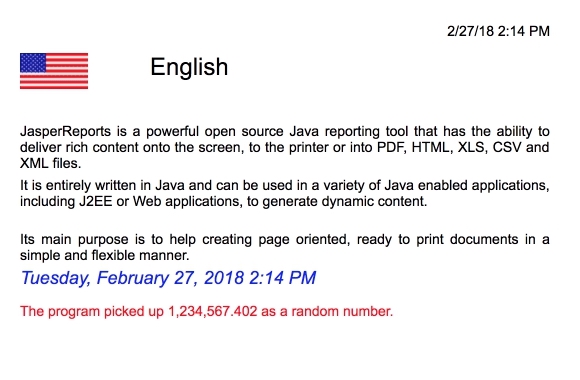 2/27/18 2:14 PM
English
JasperReports is a powerful open source Java reporting tool that has the ability to
deliver rich content onto the screen, to the printer or into PDF, HTML, XLS, CSV and
XML files.
It is entirely written in Java and can be used in a variety of Java enabled applications,
including J2EE or Web applications, to generate dynamic content.
Its main purpose is to help creating page oriented, ready to print documents in a
simple and flexible manner.
Tuesday, February 27, 2018 2:14 PM
The program picked up 1,234,567.402 as a random number.